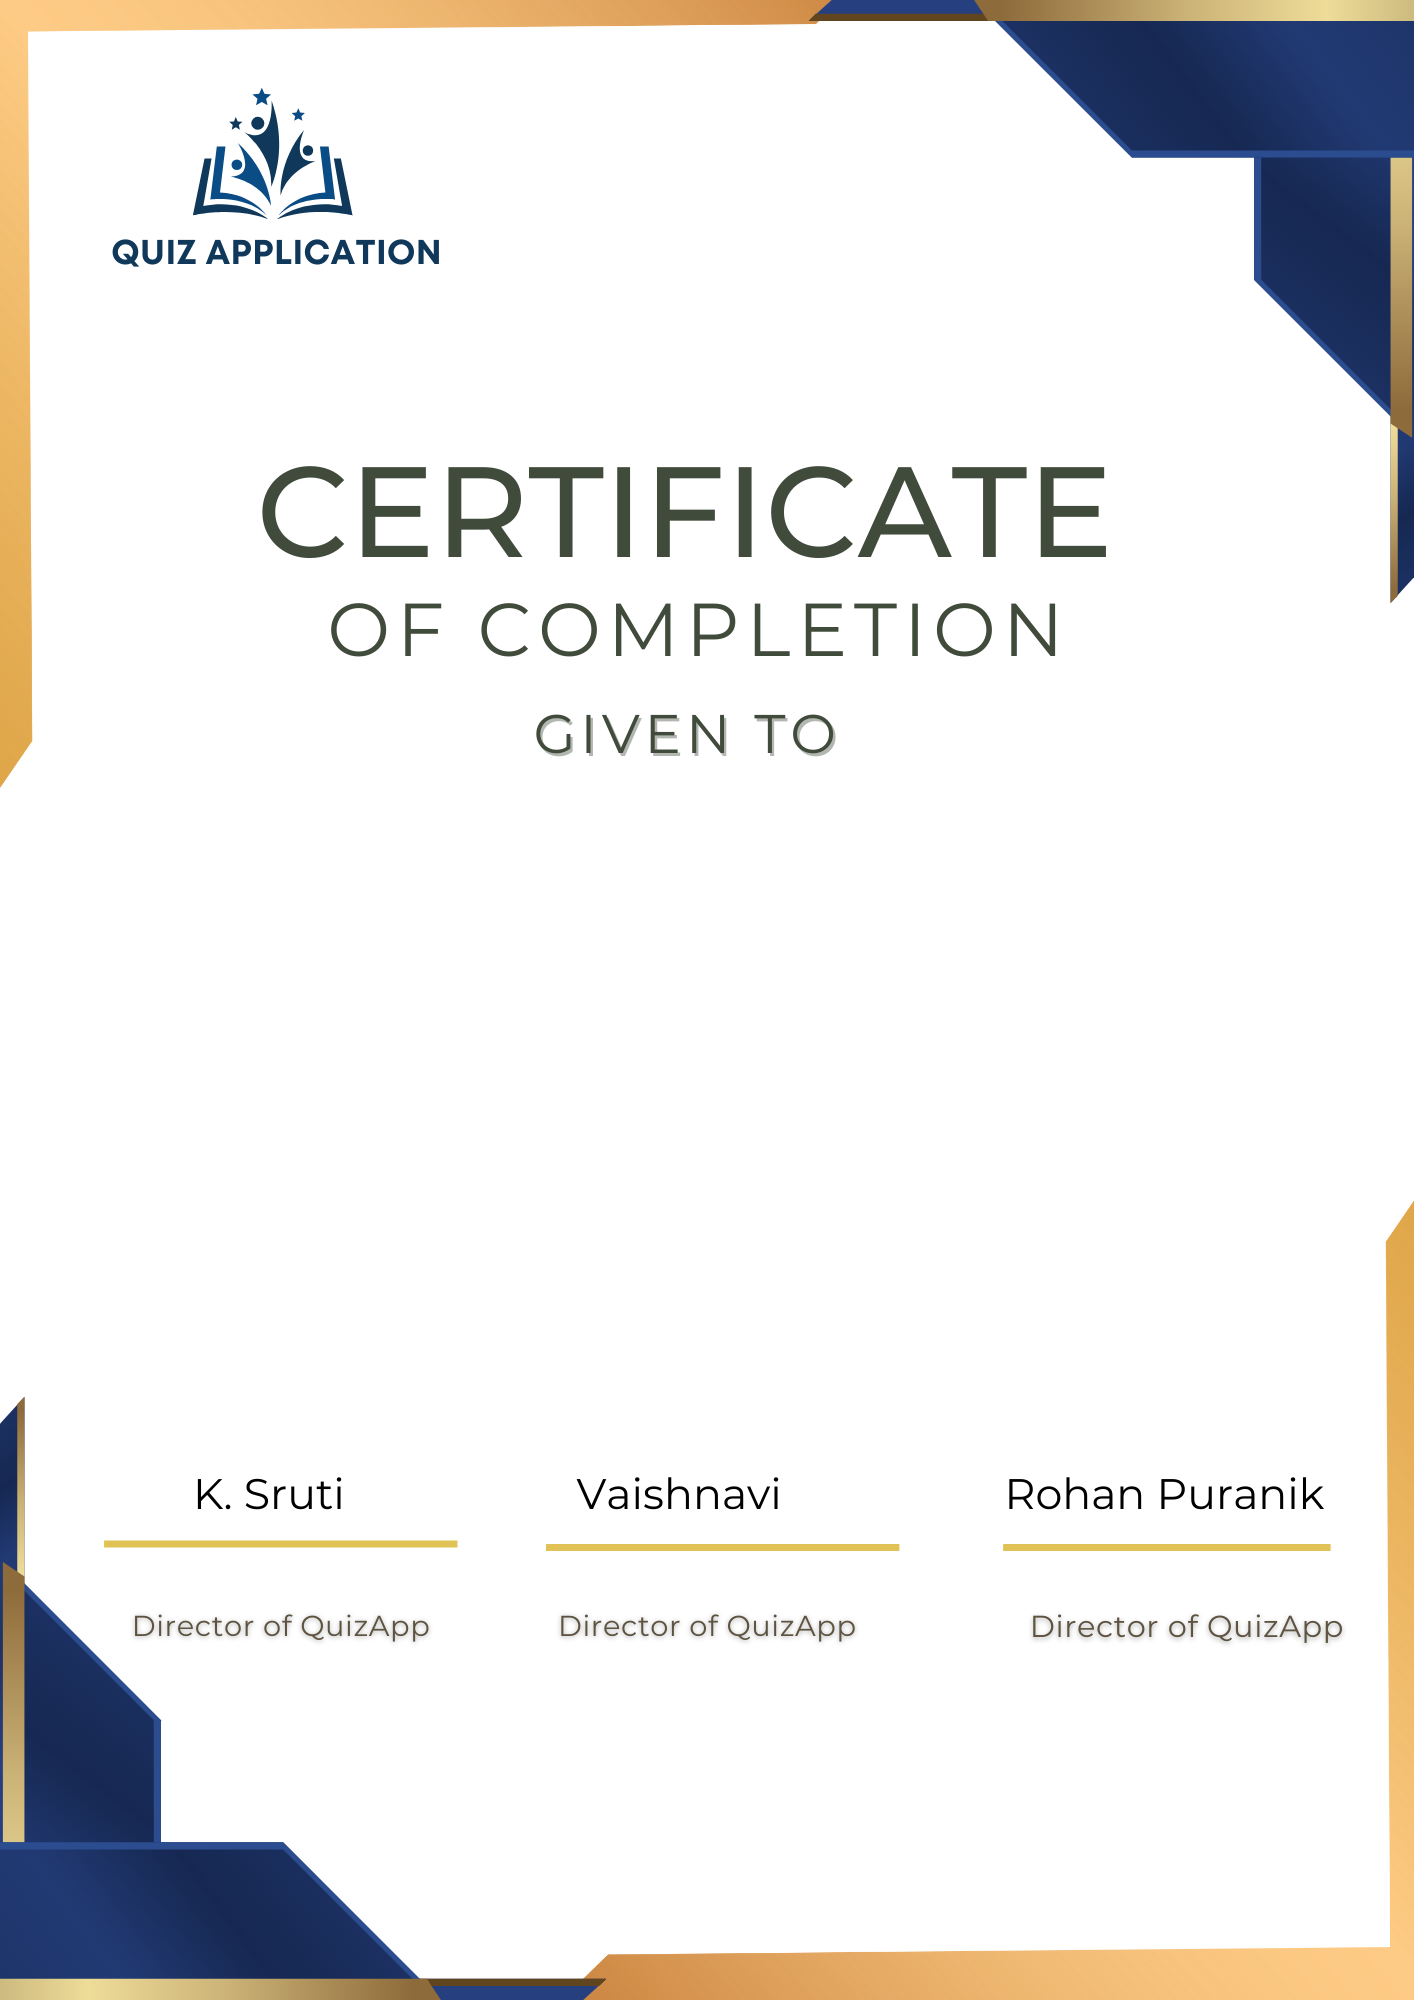 QUIZ APPLICATION
CERTIFICATE
OF COMPLETION
GIVEN TO
K. Sruti
Vaishnavi
Rohan Puranik
Director of QuizApp
Director of QuizApp
Director of QuizApp